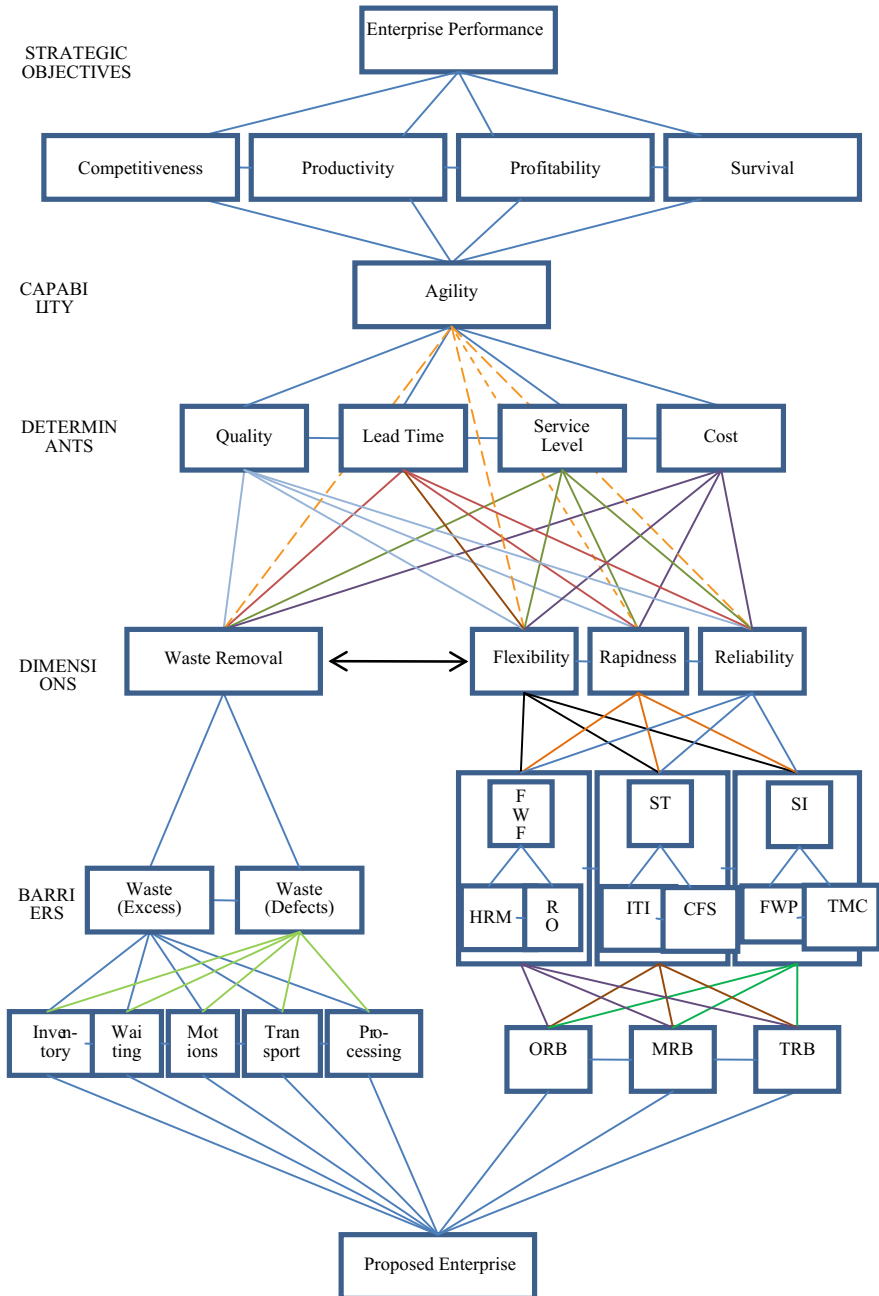 Enterprise Performance
STRATEGIC
OBJECTIVES
Competitiveness
Productivity
Profitability
Survival
CAPABI
LITY
Agility
DETERMIN
ANTS
Quality
Lead Time
Service
Level
Cost
DIMENSI
ONS
Waste Removal
Flexibility
Rapidness
Reliability
F
W
F
ST
SI
HRM
R
O
ITI
CFS
FWP
TMC
BARRI
ERS
Waste
(Excess)
Waste
(Defects)
Inven-
tory
Wai
ting
Mot
ions
Tran
sport
Pro-
cessing
ORB
MRB
TRB
Proposed Enterprise